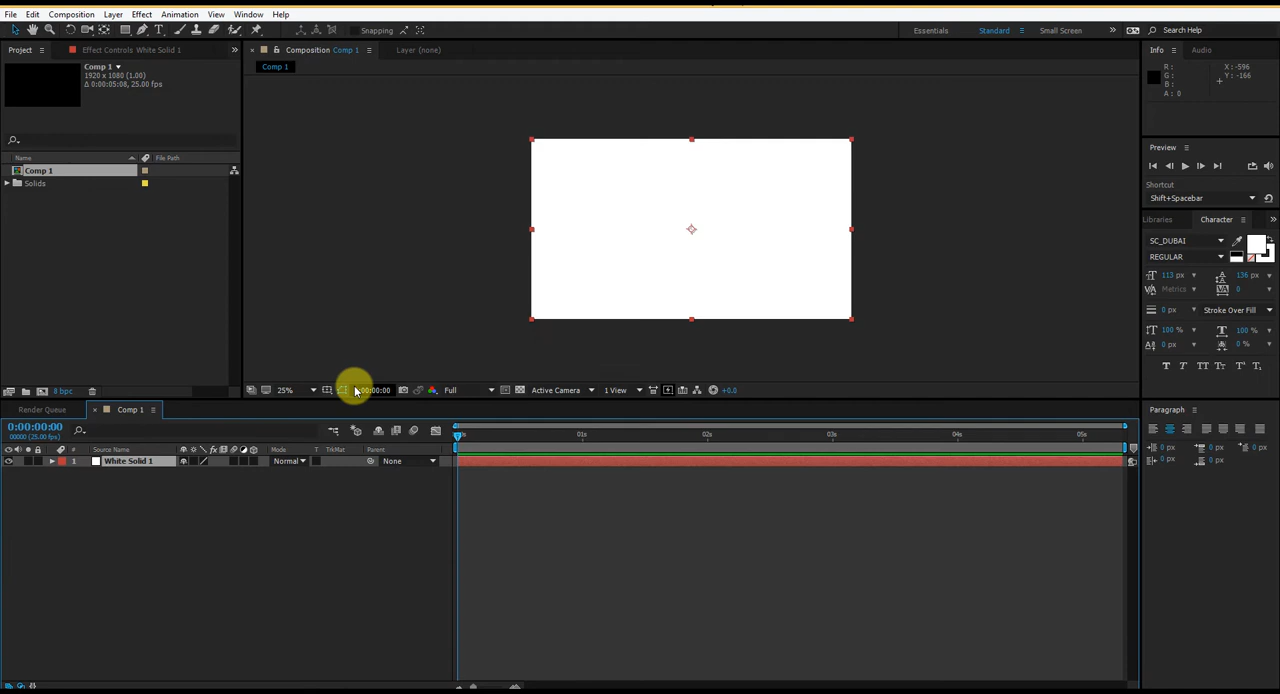 File Edit Composition Layer Effect Animation View Window Help
Snapping Essentials Standard Small Screen Search Help
Project Effect Controls White Solid 1 Composition Comp 1 Layer (none) Info Audio
Comp 1
1920 x 1080 (1.00)
Δ 0:00:05:08, 25.00 fps
Comp 1
R: X: -596
G: Y: -166
B:
A: 0
Preview
Name File Path
Comp 1
Solids
Shortcut
Shift+Spacebar
Libraries Character
SC_DUBAI
REGULAR
113 px 136 px
Metrics 0
0 px Stroke Over Fill
100 % 100 %
0 px 0 %
T T TT Tt T T
8 bpc 25% :00:00 Full Active Camera 1 View +0.0
Render Queue Comp 1 Paragraph
0:00:00:00
00000 (25.00 fps)
01s 02s 03s 04s 05s
# Source Name Mode T TrkMat Parent
1 White Solid 1 Normal None
0 px 0 px 0 px
0 px 0 px